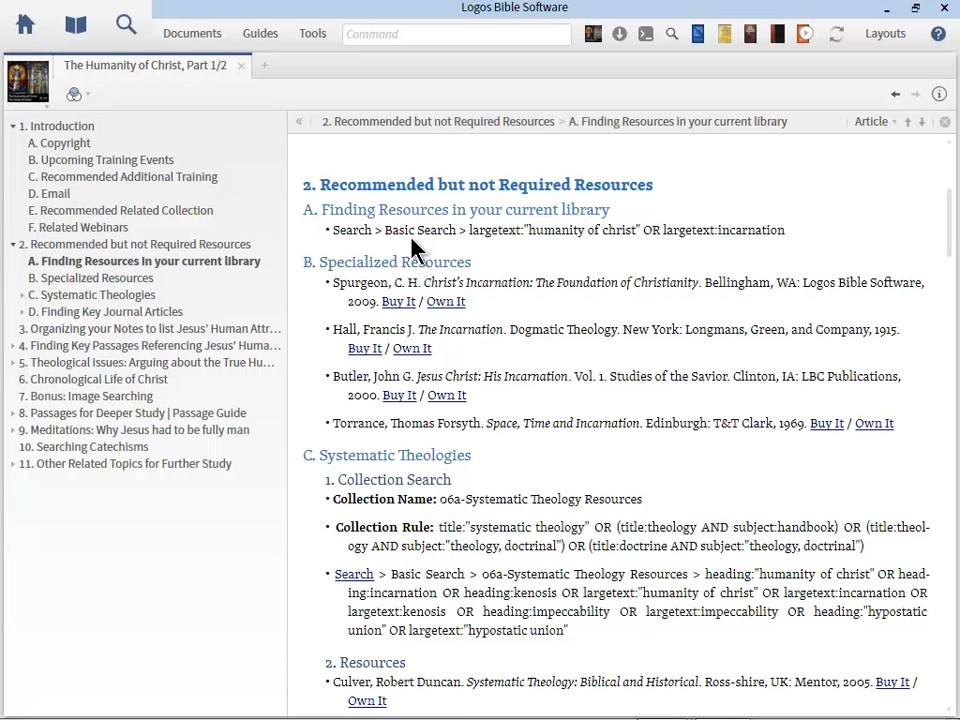 Logos Bible Software
Documents Guides Tools Command Layouts
The Humanity of Christ, Part 1/2
2. Recommended but not Required Resources > A. Finding Resources in your current library Article
1. Introduction
A. Copyright
B. Upcoming Training Events
C. Recommended Additional Training
D. Email
E. Recommended Related Collection
F. Related Webinars
2. Recommended but not Required Resources
A. Finding Resources in your current library
B. Specialized Resources
C. Systematic Theologies
D. Finding Key Journal Articles
3. Organizing your Notes to list Jesus' Human Attr...
4. Finding Key Passages Referencing Jesus' Huma...
5. Theological Issues: Arguing about the True Hu...
6. Chronological Life of Christ
7. Bonus: Image Searching
8. Passages for Deeper Study | Passage Guide
9. Meditations: Why Jesus had to be fully man
10. Searching Catechisms
11. Other Related Topics for Further Study
2. Recommended but not Required Resources
A. Finding Resources in your current library
• Search > Basic Search > largetext:"humanity of christ" OR largetext:incarnation
B. Specialized Resources
• Spurgeon, C. H. Christ's Incarnation: The Foundation of Christianity. Bellingham, WA: Logos Bible Software,
2009. Buy It / Own It
• Hall, Francis J. The Incarnation. Dogmatic Theology. New York: Longmans, Green, and Company, 1915.
Buy It / Own It
• Butler, John G. Jesus Christ: His Incarnation. Vol. 1. Studies of the Savior. Clinton, IA: LBC Publications,
2000. Buy It / Own It
• Torrance, Thomas Forsyth. Space, Time and Incarnation. Edinburgh: T&T Clark, 1969. Buy It / Own It
C. Systematic Theologies
1. Collection Search
• Collection Name: 06a-Systematic Theology Resources
• Collection Rule: title:"systematic theology" OR (title:theology AND subject:handbook) OR (title:theol-
ogy AND subject:"theology, doctrinal") OR (title:doctrine AND subject:"theology, doctrinal")
• Search > Basic Search > 06a-Systematic Theology Resources > heading:"humanity of christ" OR head-
ing:incarnation OR heading:kenosis OR largetext:"humanity of christ" OR largetext:incarnation OR
largetext:kenosis OR heading:impeccability OR largetext:impeccability OR heading:"hypostatic
union" OR largetext:"hypostatic union"
2. Resources
• Culver, Robert Duncan. Systematic Theology: Biblical and Historical. Ross-shire, UK: Mentor, 2005. Buy It /
Own It